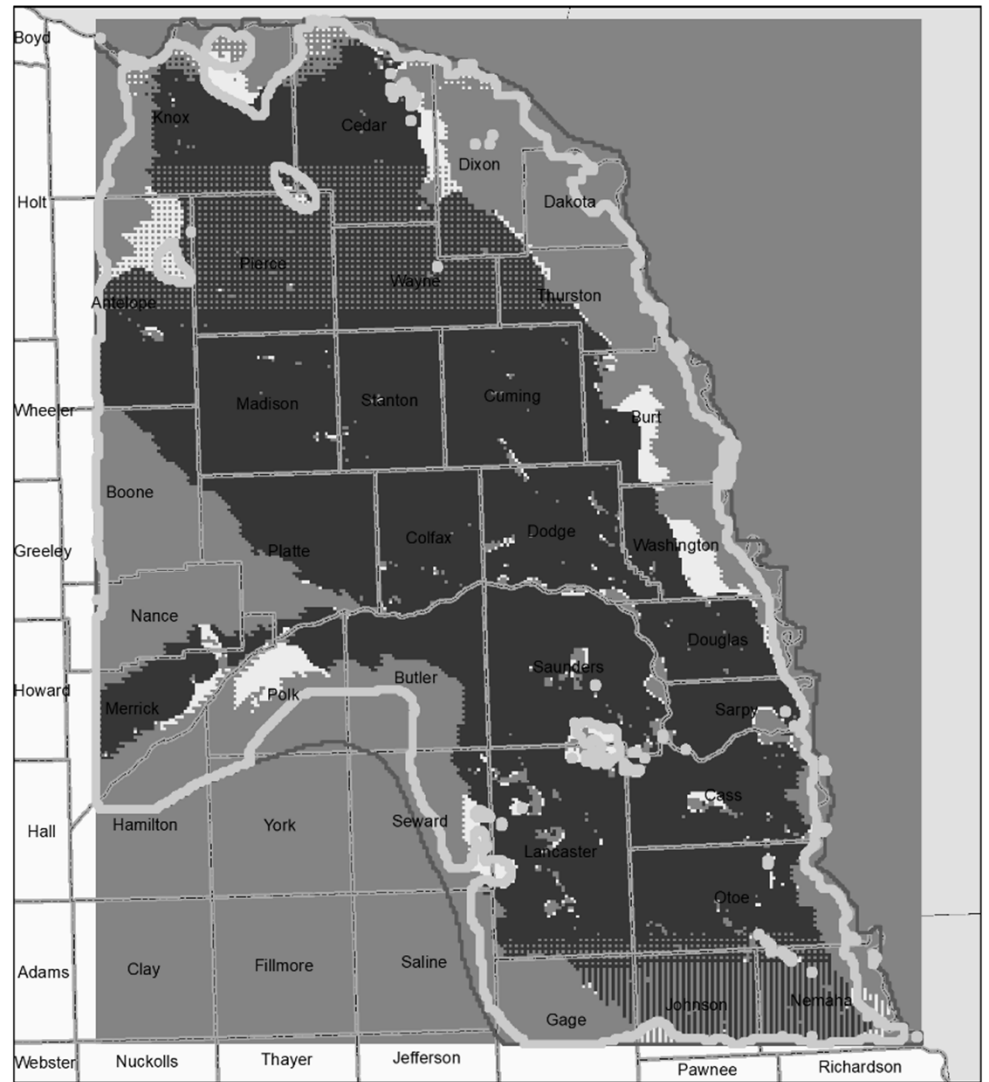 Boyd
Knox
Cedar
Dixon
Holt
Dakota
Pierce
Wayne
Antelope
Thurston
Wheeler
Madison
Stanton
Cuming
Burt
Boone
Greeley
Platte
Colfax
Dodge
Washington
Nance
Douglas
Saunders
Butler
Howard
Merrick
Polk
Sarpy
Cass
Hall
Hamilton
York
Seward
Lancaster
Otoe
Adams
Clay
Fillmore
Saline
Johnson
Nemaha
Gage
Webster
Nuckolls
Thayer
Jefferson
Pawnee
Richardson